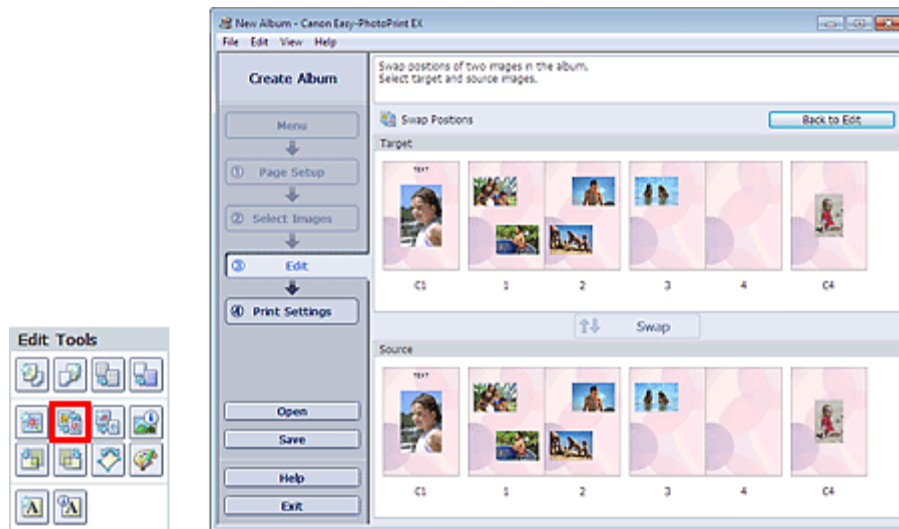 New Album - Canon Easy-PhotoPrint EX
File Edit View Help
Create Album
Menu
① Page Setup
② Select Images
③ Edit
④ Print Settings
Open
Save
Help
Exit
Swap positions of two images in the album.
Select target and source images.
Swap Positions
Back to Edit
Target
TEXT
C1 1 2 3 4 C4
Swap
Source
TEXT
C1 1 2 3 4 C4
Edit Tools
A A